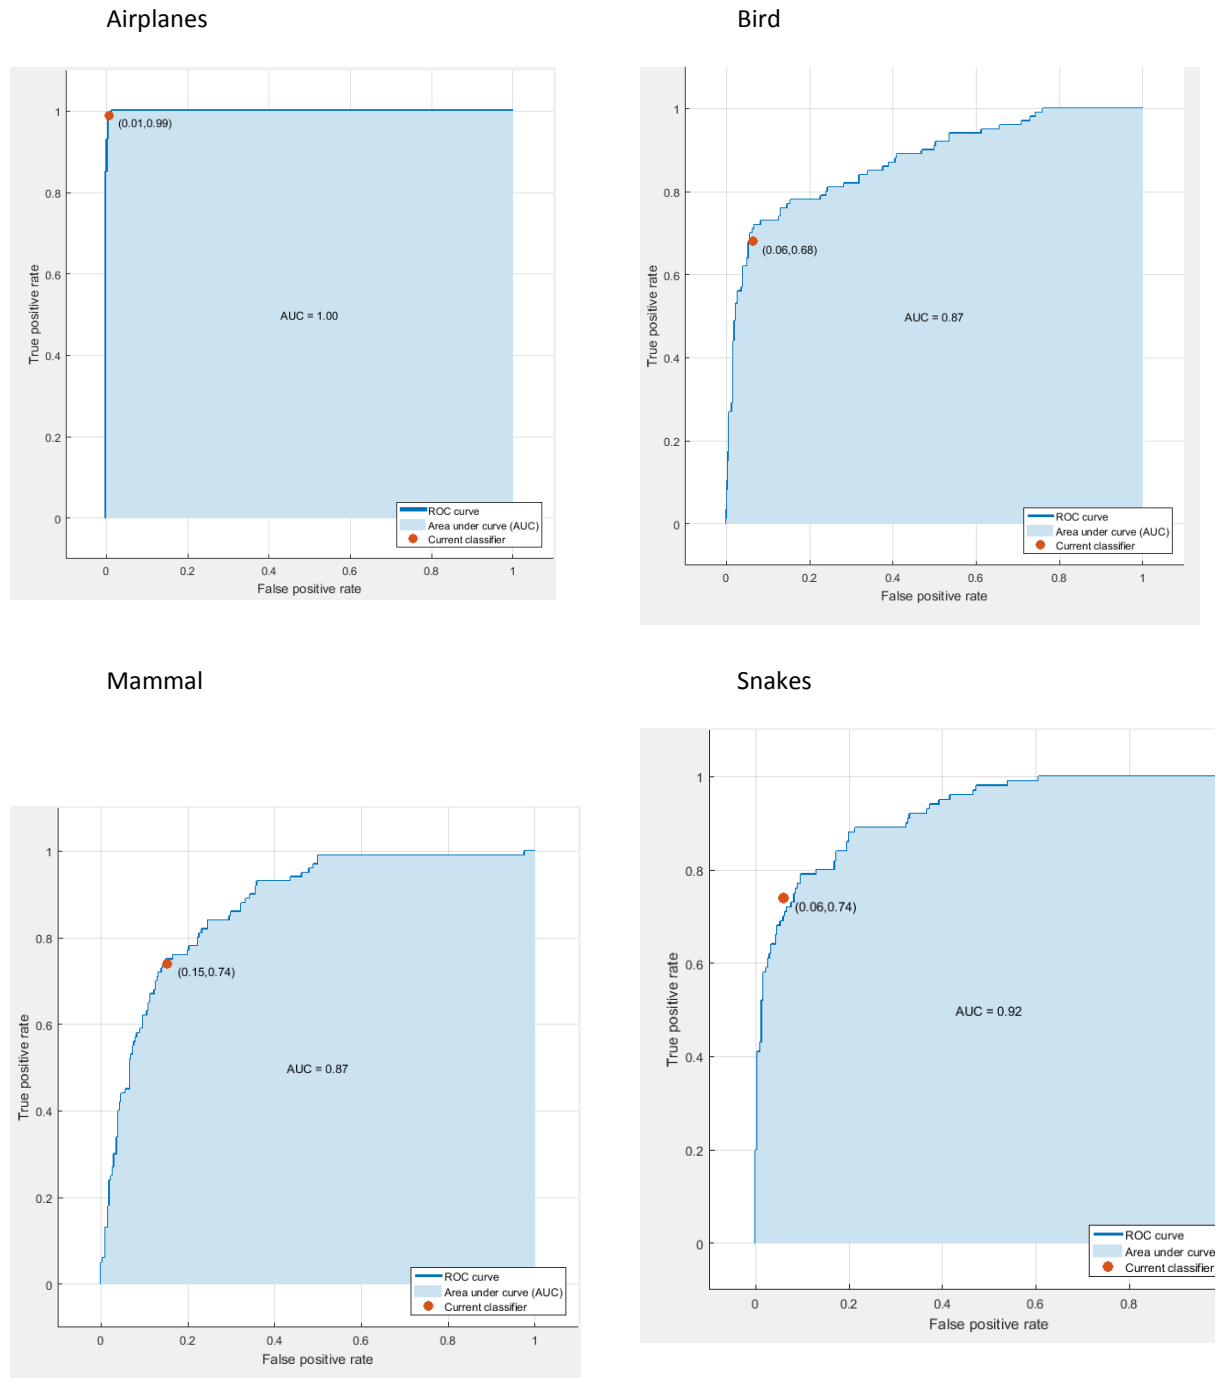 Airplanes
1
0.8
0.6
0.4
0.2
0
0 0.2 0.4 0.6 0.8 1
True positive rate
False positive rate
(0.01,0.99)
AUC = 1.00
ROC curve
Area under curve (AUC)
Current classifier
Bird
1
0.8
0.6
0.4
0.2
0
0 0.2 0.4 0.6 0.8 1
True positive rate
False positive rate
(0.06,0.68)
AUC = 0.87
ROC curve
Area under curve (AUC)
Current classifier
Mammal
1
0.8
0.6
0.4
0.2
0
0 0.2 0.4 0.6 0.8 1
True positive rate
False positive rate
(0.15,0.74)
AUC = 0.87
ROC curve
Area under curve (AUC)
Current classifier
Snakes
1
0.8
0.6
0.4
0.2
0
0 0.2 0.4 0.6 0.8
True positive rate
False positive rate
(0.06,0.74)
AUC = 0.92
ROC curve
Area under curve
Current classifier